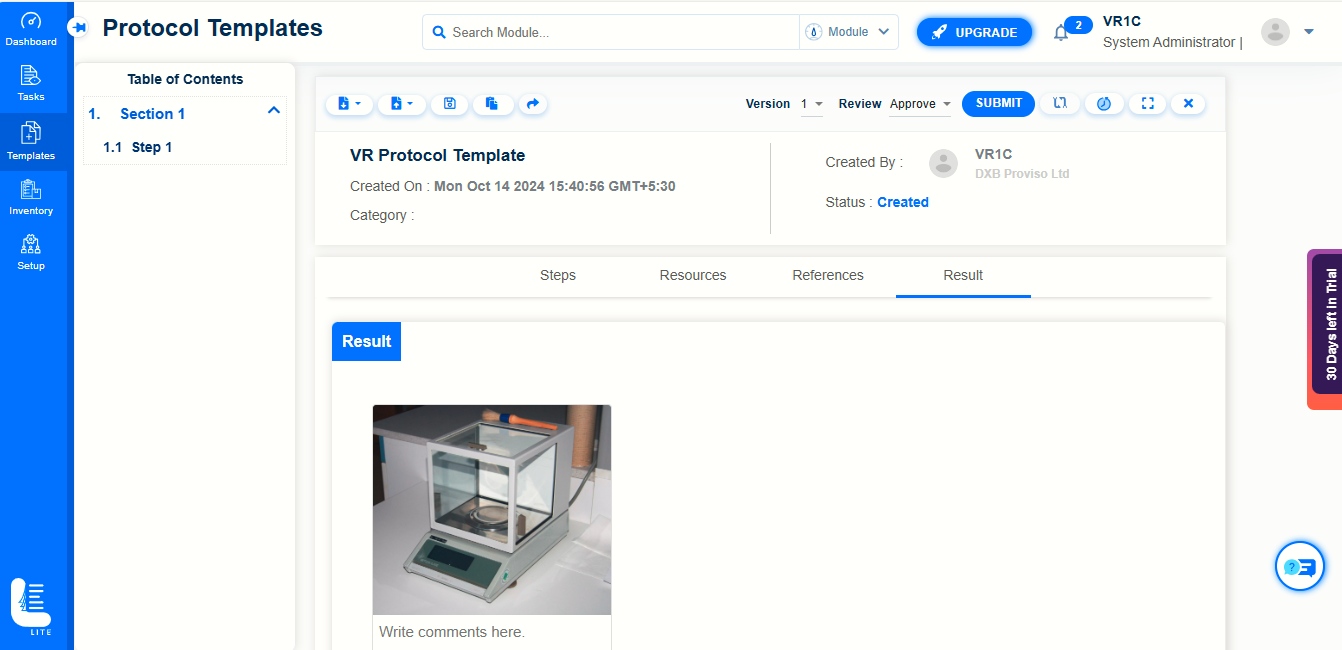 Dashboard
Tasks
Templates
Inventory
Setup
LITE
Protocol Templates
Search Module...
Module
UPGRADE
2
VR1C
System Administrator |
Table of Contents
1. Section 1
1.1 Step 1
Version 1 Review Approve SUBMIT
VR Protocol Template
Created On : Mon Oct 14 2024 15:40:56 GMT+5:30
Category :
Created By : VR1C
DXB Proviso Ltd
Status : Created
Steps Resources References Result
Result
Write comments here.
30 Days left in Trial
?